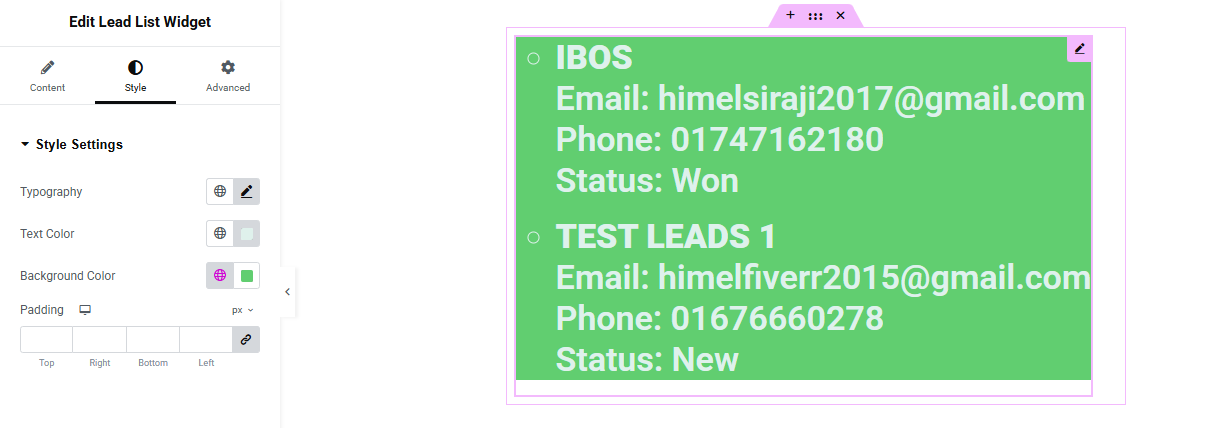 Edit Lead List Widget
Content
Style
Advanced
Style Settings
Typography
Text Color
Background Color
Padding
px
Top
Right
Bottom
Left
IBOS
Email: himelsiraji2017@gmail.com
Phone: 01747162180
Status: Won
TEST LEADS 1
Email: himelfiverr2015@gmail.com
Phone: 01676660278
Status: New